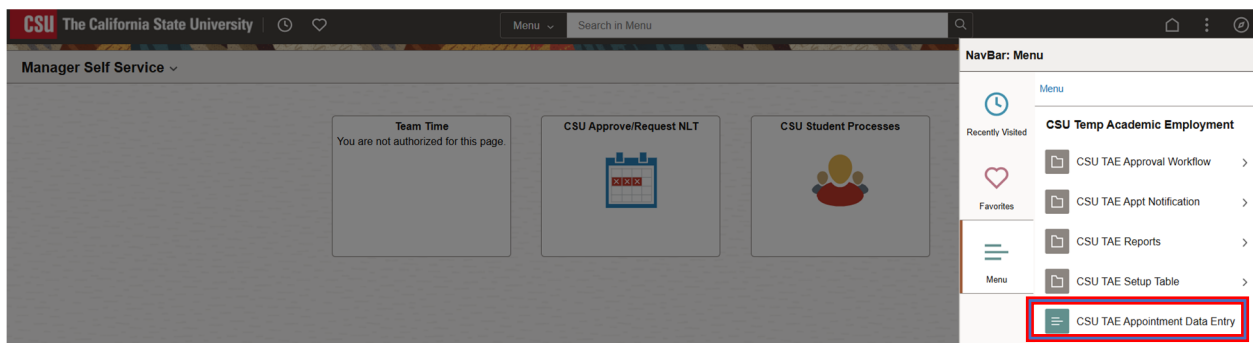 CSU The California State University
Menu
Search in Menu
Manager Self Service
Team Time
You are not authorized for this page.
CSU Approve/Request NLT
XXX
CSU Student Processes
NavBar: Menu
Recently Visited
Favorites
Menu
Menu
CSU Temp Academic Employment
CSU TAE Approval Workflow
CSU TAE Appt Notification
CSU TAE Reports
CSU TAE Setup Table
CSU TAE Appointment Data Entry